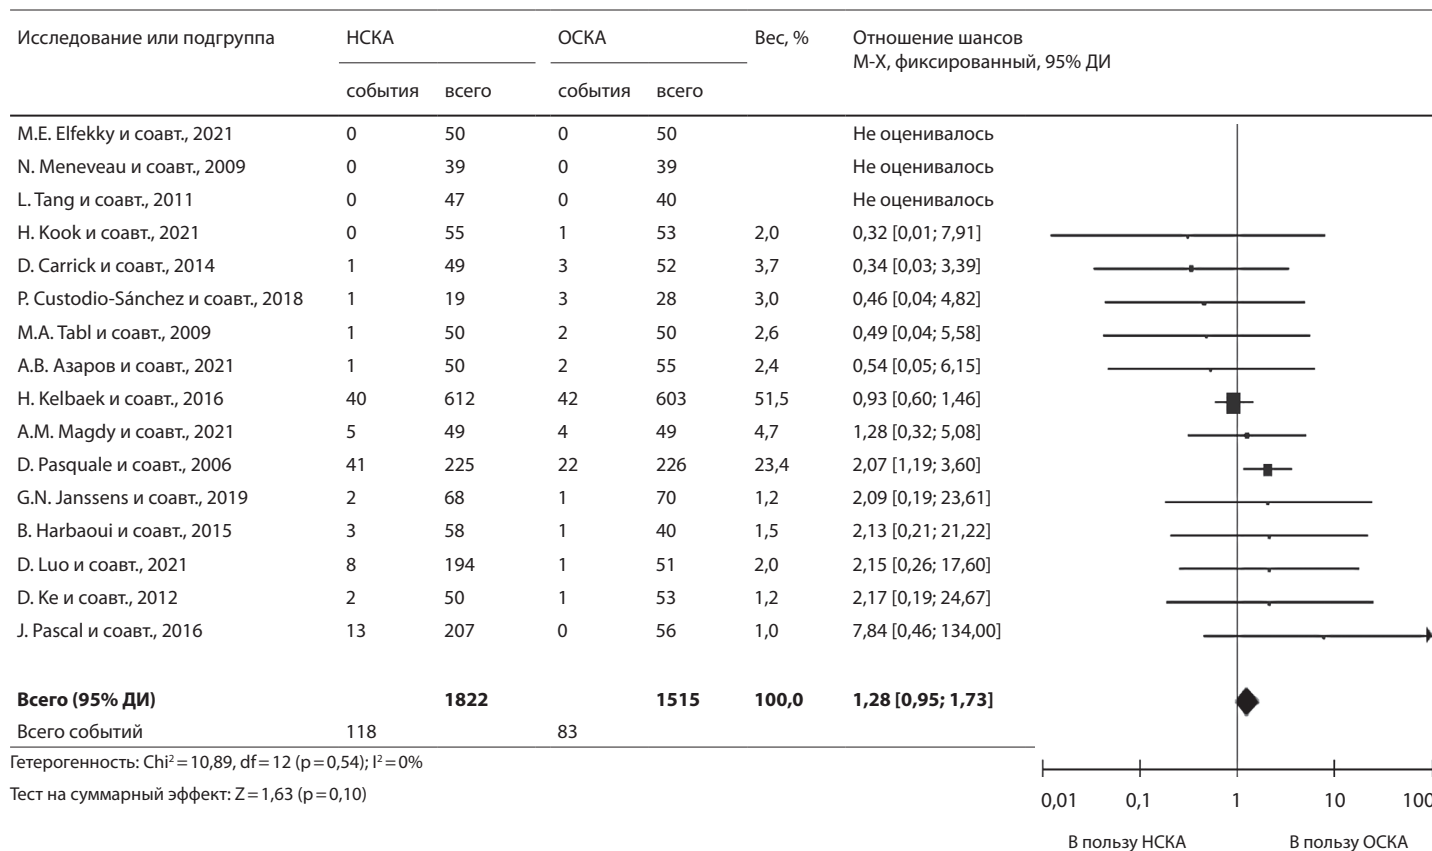 Исследование или подгруппа НСКА ОСКА Вес, % Отношение шансов
М-Х, фиксированный, 95% ДИ
события всего события всего
M.E. Elfekky и соавт., 2021 0 50 0 50 Не оценивалось
N. Meneveau и соавт., 2009 0 39 0 39 Не оценивалось
L. Tang и соавт., 2011 0 47 0 40 Не оценивалось
H. Kook и соавт., 2021 0 55 1 53 2,0 0,32 [0,01; 7,91]
D. Carrick и соавт., 2014 1 49 3 52 3,7 0,34 [0,03; 3,39]
P. Custodio-Sánchez и соавт., 2018 1 19 3 28 3,0 0,46 [0,04; 4,82]
M.A. Tabl и соавт., 2009 1 50 2 50 2,6 0,49 [0,04; 5,58]
А.В. Азаров и соавт., 2021 1 50 2 55 2,4 0,54 [0,05; 6,15]
H. Kelbaek и соавт., 2016 40 612 42 603 51,5 0,93 [0,60; 1,46]
A.M. Magdy и соавт., 2021 5 49 4 49 4,7 1,28 [0,32; 5,08]
D. Pasquale и соавт., 2006 41 225 22 226 23,4 2,07 [1,19; 3,60]
G.N. Janssens и соавт., 2019 2 68 1 70 1,2 2,09 [0,19; 23,61]
B. Harbaoui и соавт., 2015 3 58 1 40 1,5 2,13 [0,21; 21,22]
D. Luo и соавт., 2021 8 194 1 51 2,0 2,15 [0,26; 17,60]
D. Ke и соавт., 2012 2 50 1 53 1,2 2,17 [0,19; 24,67]
J. Pascal и соавт., 2016 13 207 0 56 1,0 7,84 [0,46; 134,00]
Всего (95% ДИ) 1822 1515 100,0 1,28 [0,95; 1,73]
Всего событий 118 83
Гетерогенность: Chi² = 10,89, df = 12 (p = 0,54); I² = 0%
Тест на суммарный эффект: Z = 1,63 (p = 0,10)
0,01 0,1 1 10 100
В пользу НСКА В пользу ОСКА